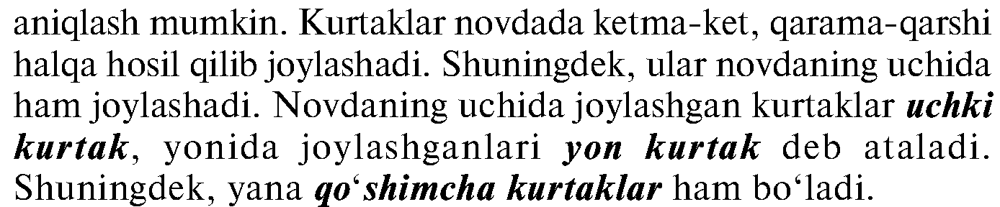 aniqlash mumkin. Kurtaklar novdada ketma-ket, qarama-qarshi
halqa hosil qilib joylashadi. Shuningdek, ular novdaning uchida
ham joylashadi. Novdaning uchida joylashgan kurtaklar uchki
kurtak, yonida joylashganlari yon kurtak deb ataladi.
Shuningdek, yana qo‘shimcha kurtaklar ham bo‘ladi.